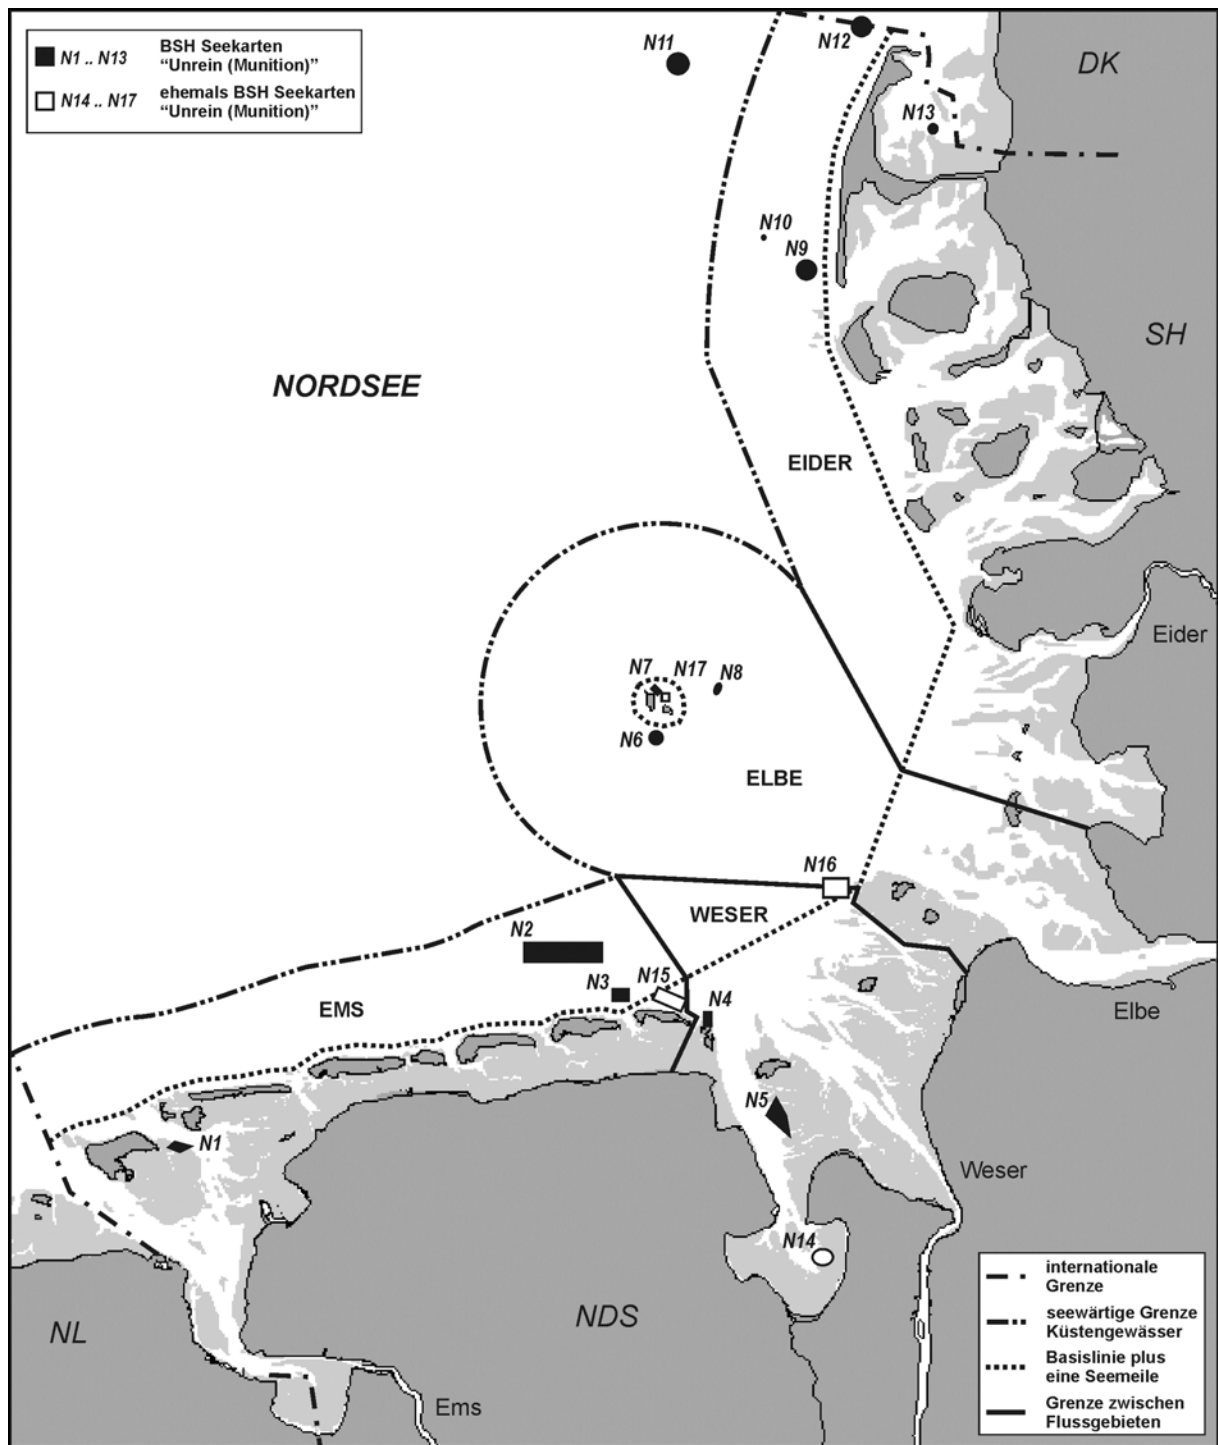 N1 .. N13
BSH Seekarten
“Unrein (Munition)”
N14 .. N17
ehemals BSH Seekarten
“Unrein (Munition)”
N11
N12
DK
N13
N10
N9
SH
NORDSEE
EIDER
Eider
N7
N17
N8
N6
ELBE
N16
WESER
N2
N3
N15
N4
EMS
Elbe
N5
N1
Weser
N14
NL
NDS
Ems
internationale
Grenze
seewärtige Grenze
Küstengewässer
Basislinie plus
eine Seemeile
Grenze zwischen
Flussgebieten